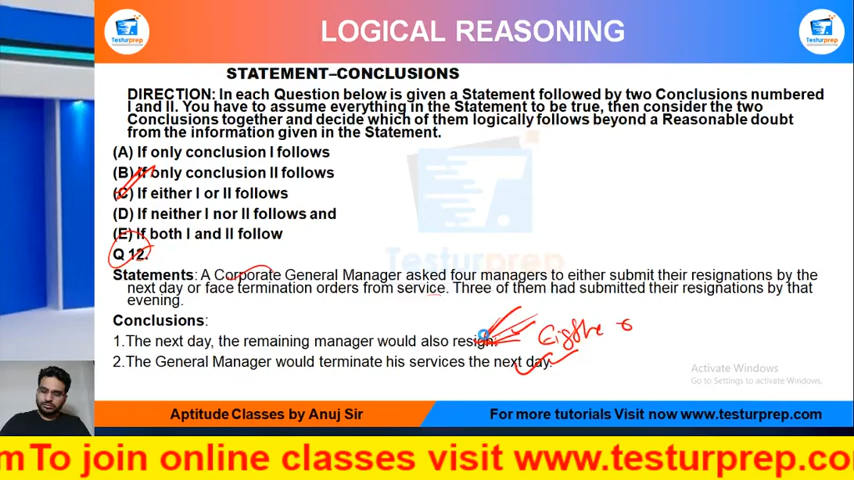 LOGICAL REASONING
Testurprep
Testurprep
STATEMENT–CONCLUSIONS
DIRECTION: In each Question below is given a Statement followed by two Conclusions numbered
I and II. You have to assume everything in the Statement to be true, then consider the two
Conclusions together and decide which of them logically follows beyond a Reasonable doubt
from the information given in the Statement.
(A) If only conclusion I follows
(B) If only conclusion II follows
(C) If either I or II follows
(D) If neither I nor II follows and
(E) If both I and II follow
Q 12.
Statements: A Corporate General Manager asked four managers to either submit their resignations by the
next day or face termination orders from service. Three of them had submitted their resignations by that
evening.
Conclusions:
1.The next day, the remaining manager would also resign.
2.The General Manager would terminate his services the next day.
Testurprep
Activate Windows
Go to Settings to activate Windows.
Aptitude Classes by Anuj Sir
For more tutorials Visit now www.testurprep.com
m To join online classes visit www.testurprep.co